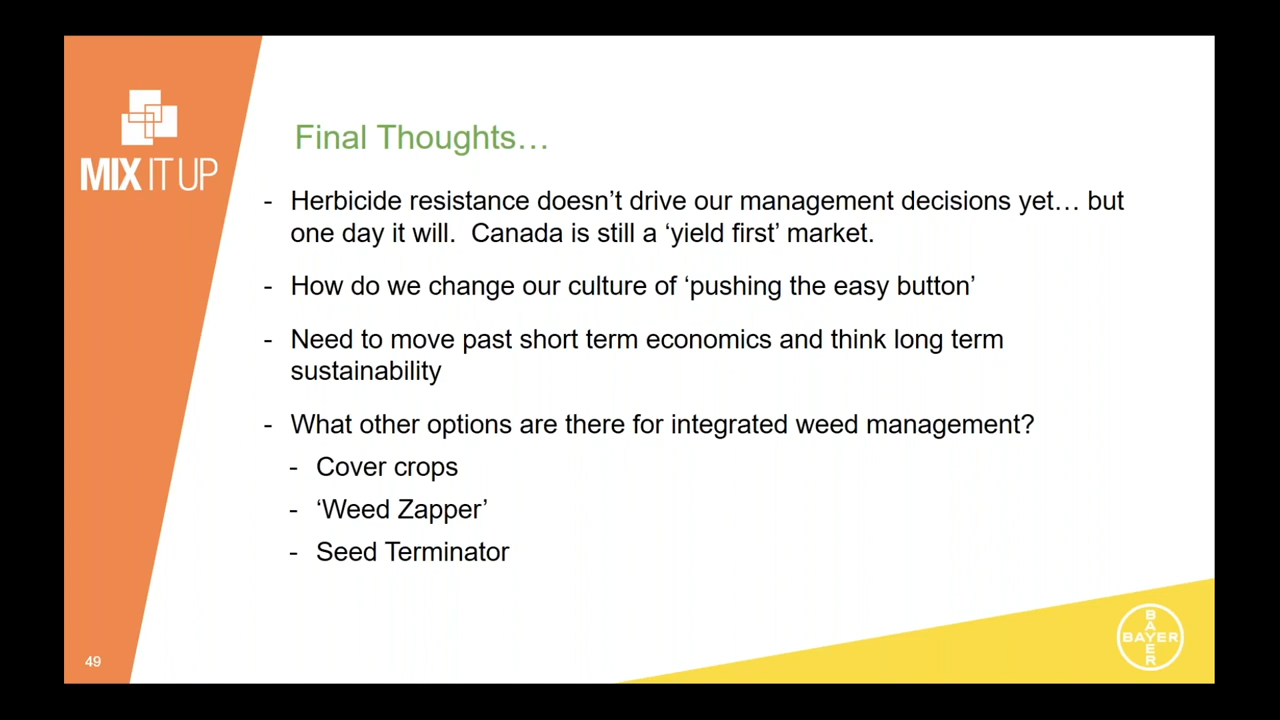 MIX IT UP
Final Thoughts…
- Herbicide resistance doesn’t drive our management decisions yet… but
one day it will.  Canada is still a ‘yield first’ market.
- How do we change our culture of ‘pushing the easy button’
- Need to move past short term economics and think long term
sustainability
- What other options are there for integrated weed management?
- Cover crops
- ‘Weed Zapper’
- Seed Terminator
49
BAYER
BAYER